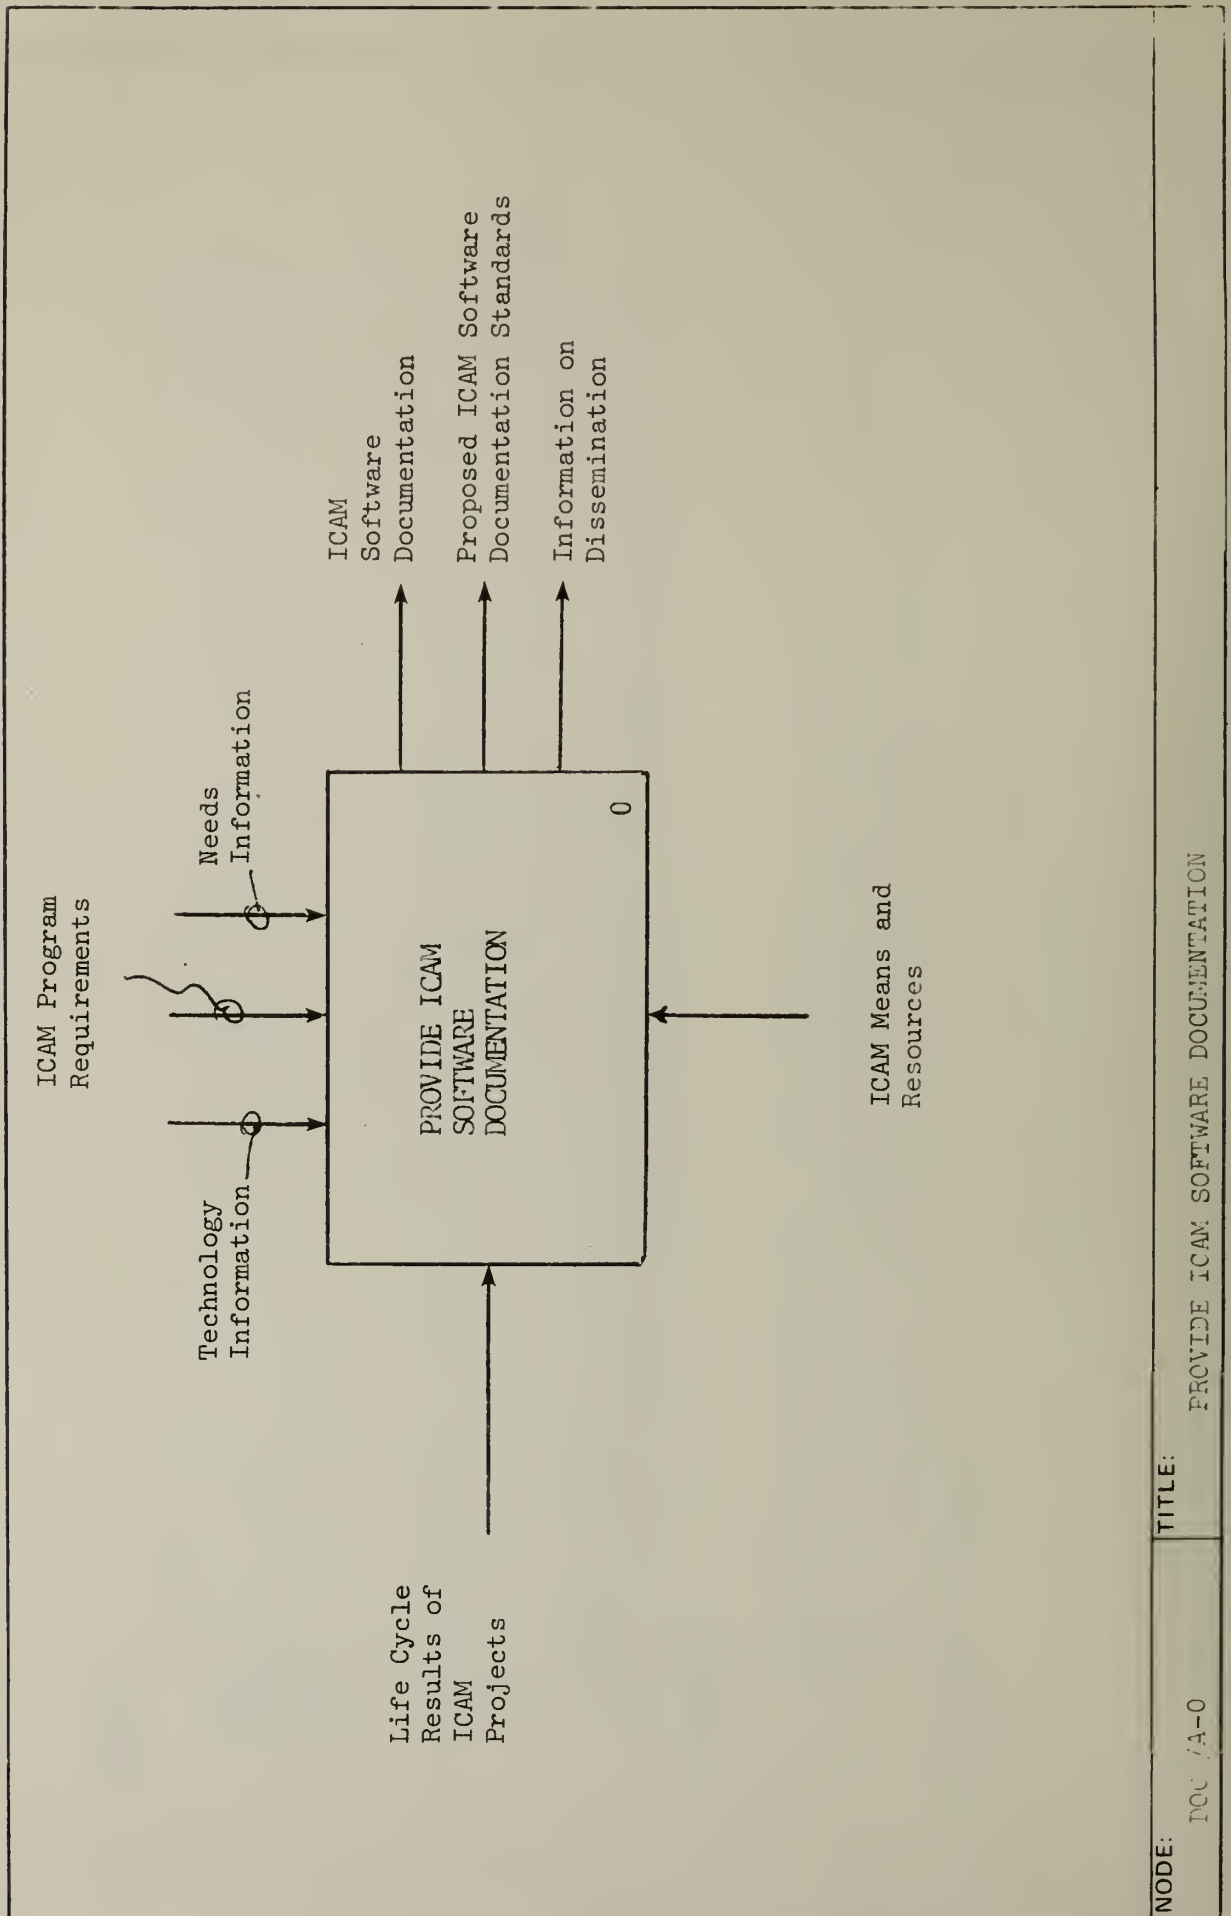 ICAM Program
Requirements
Technology
Information
Needs
Information
Life Cycle
Results of
ICAM
Projects
PROVIDE ICAM
SOFTWARE
DOCUMENTATION
0
ICAM
Software
Documentation
Proposed ICAM Software
Documentation Standards
Information on
Dissemination
ICAM Means and
Resources
NODE:
/A-0
TITLE:
PROVIDE ICAM SOFTWARE DOCUMENTATION